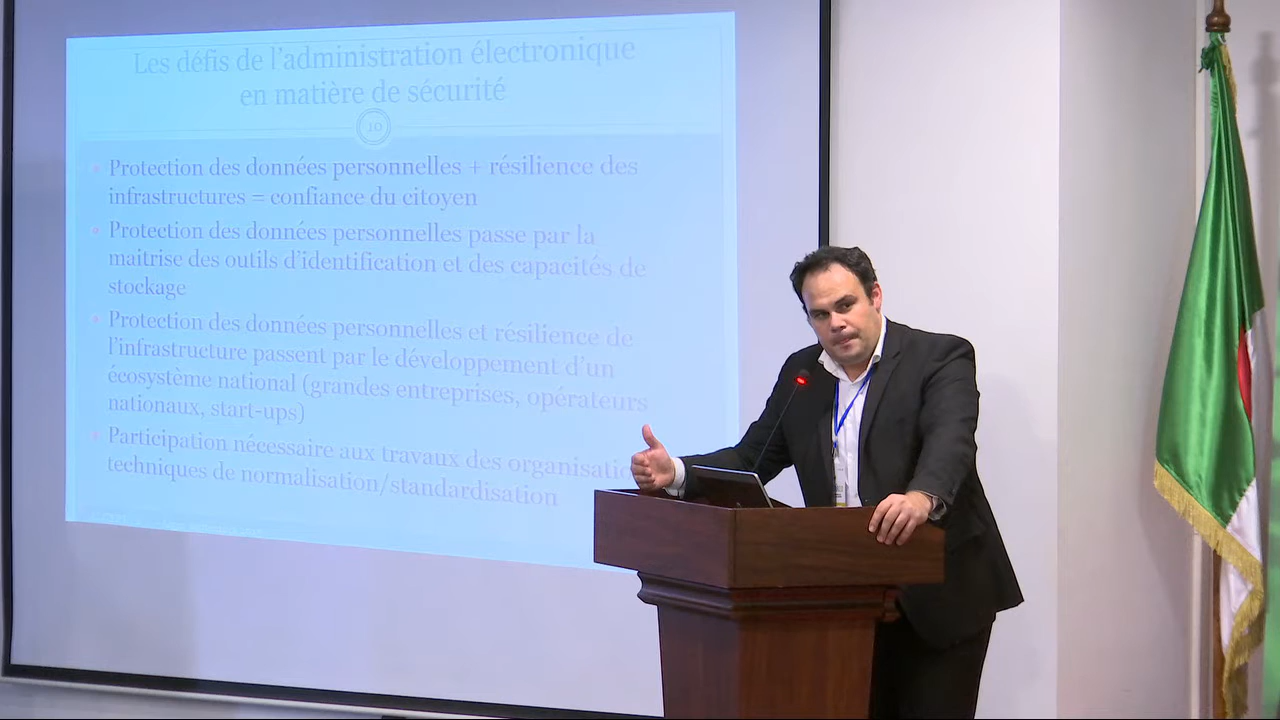 Les défis de l'administration électronique
en matière de sécurité
10
Protection des données personnelles + résilience des
infrastructures = confiance du citoyen
Protection des données personnelles passe par la
maitrise des outils d'identification et des capacités de
stockage
Protection des données personnelles et résilience de
l'infrastructure passent par le développement d'un
écosystème national (grandes entreprises, opérateurs
nationaux, start-ups)
Participation nécessaire aux travaux des
techniques de normalisation/standardisation